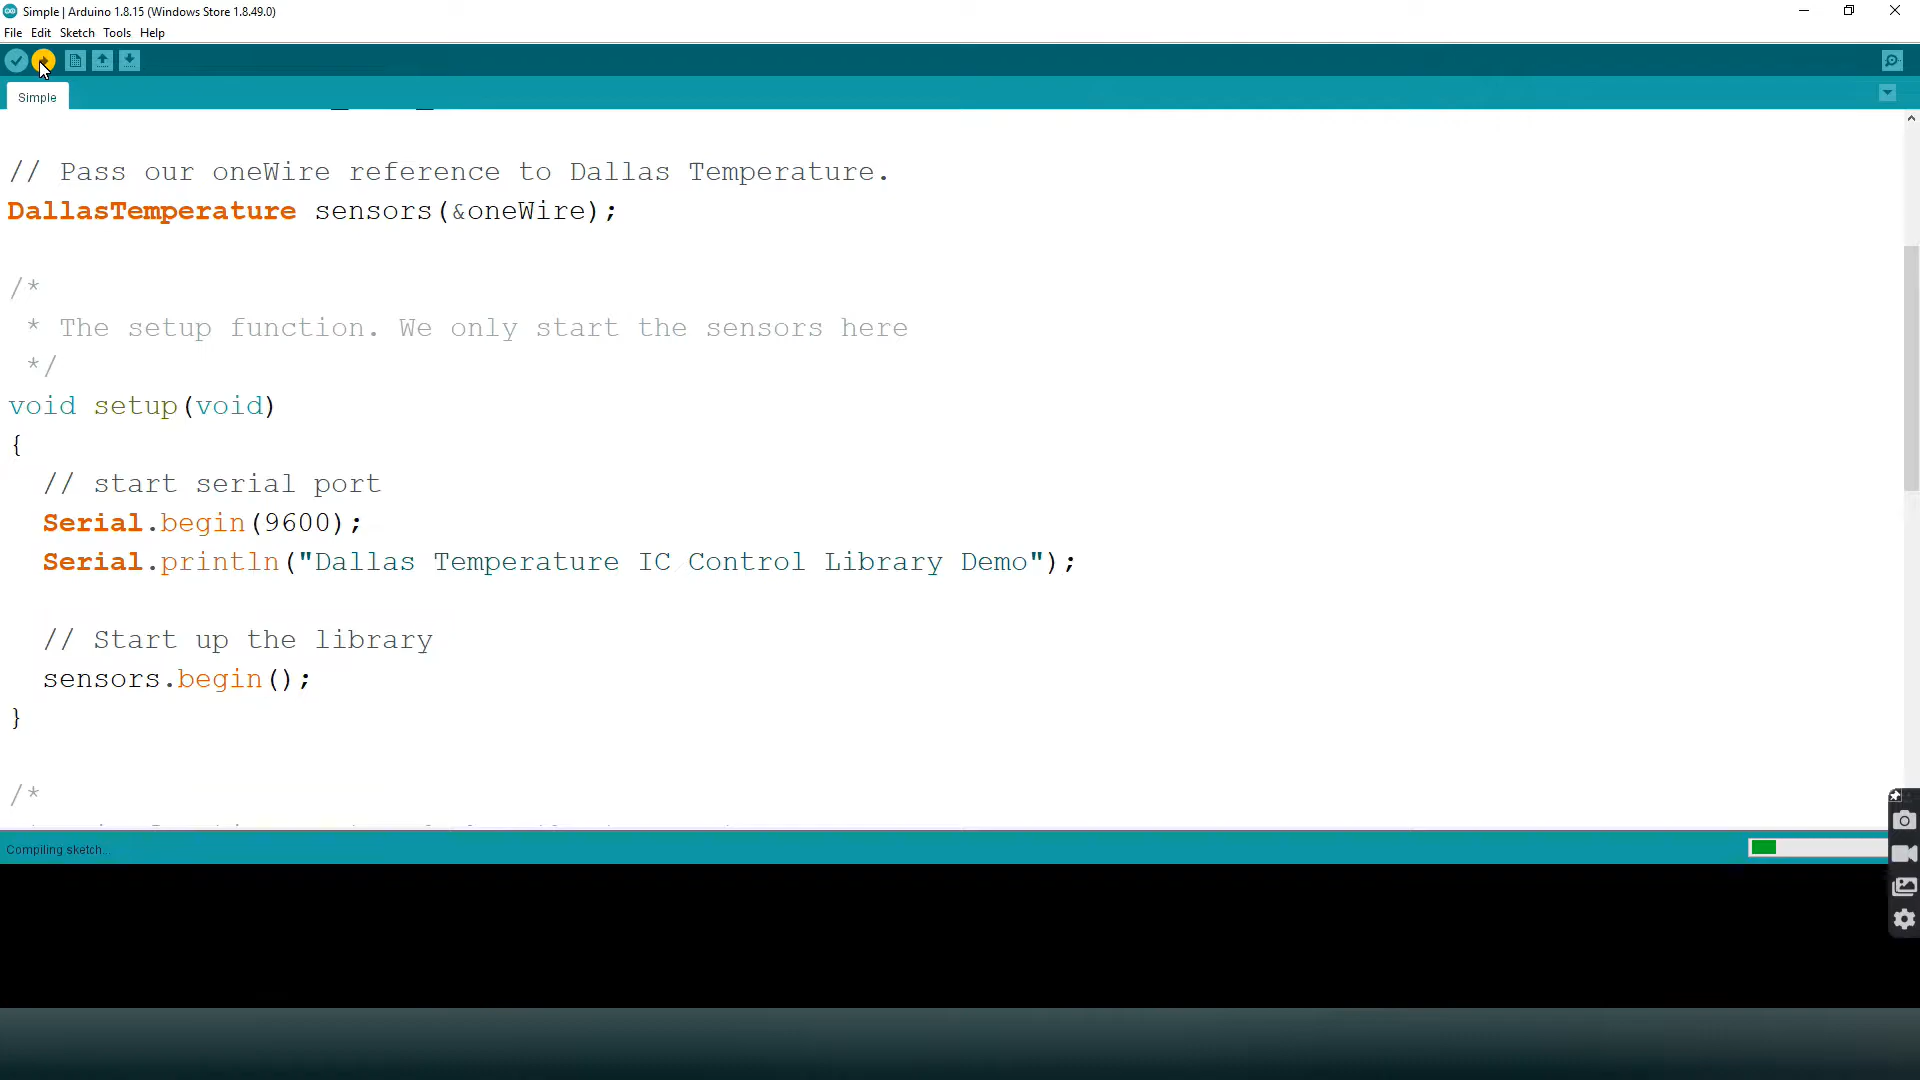 Simple | Arduino 1.8.15 (Windows Store 1.8.49.0)
File Edit Sketch Tools Help
Simple
// Pass our oneWire reference to Dallas Temperature.
DallasTemperature sensors(&oneWire);
/*
* The setup function. We only start the sensors here
*/
void setup(void)
{
// start serial port
Serial.begin(9600);
Serial.println("Dallas Temperature IC Control Library Demo");
// Start up the library
sensors.begin();
}
/*
Compiling sketch...